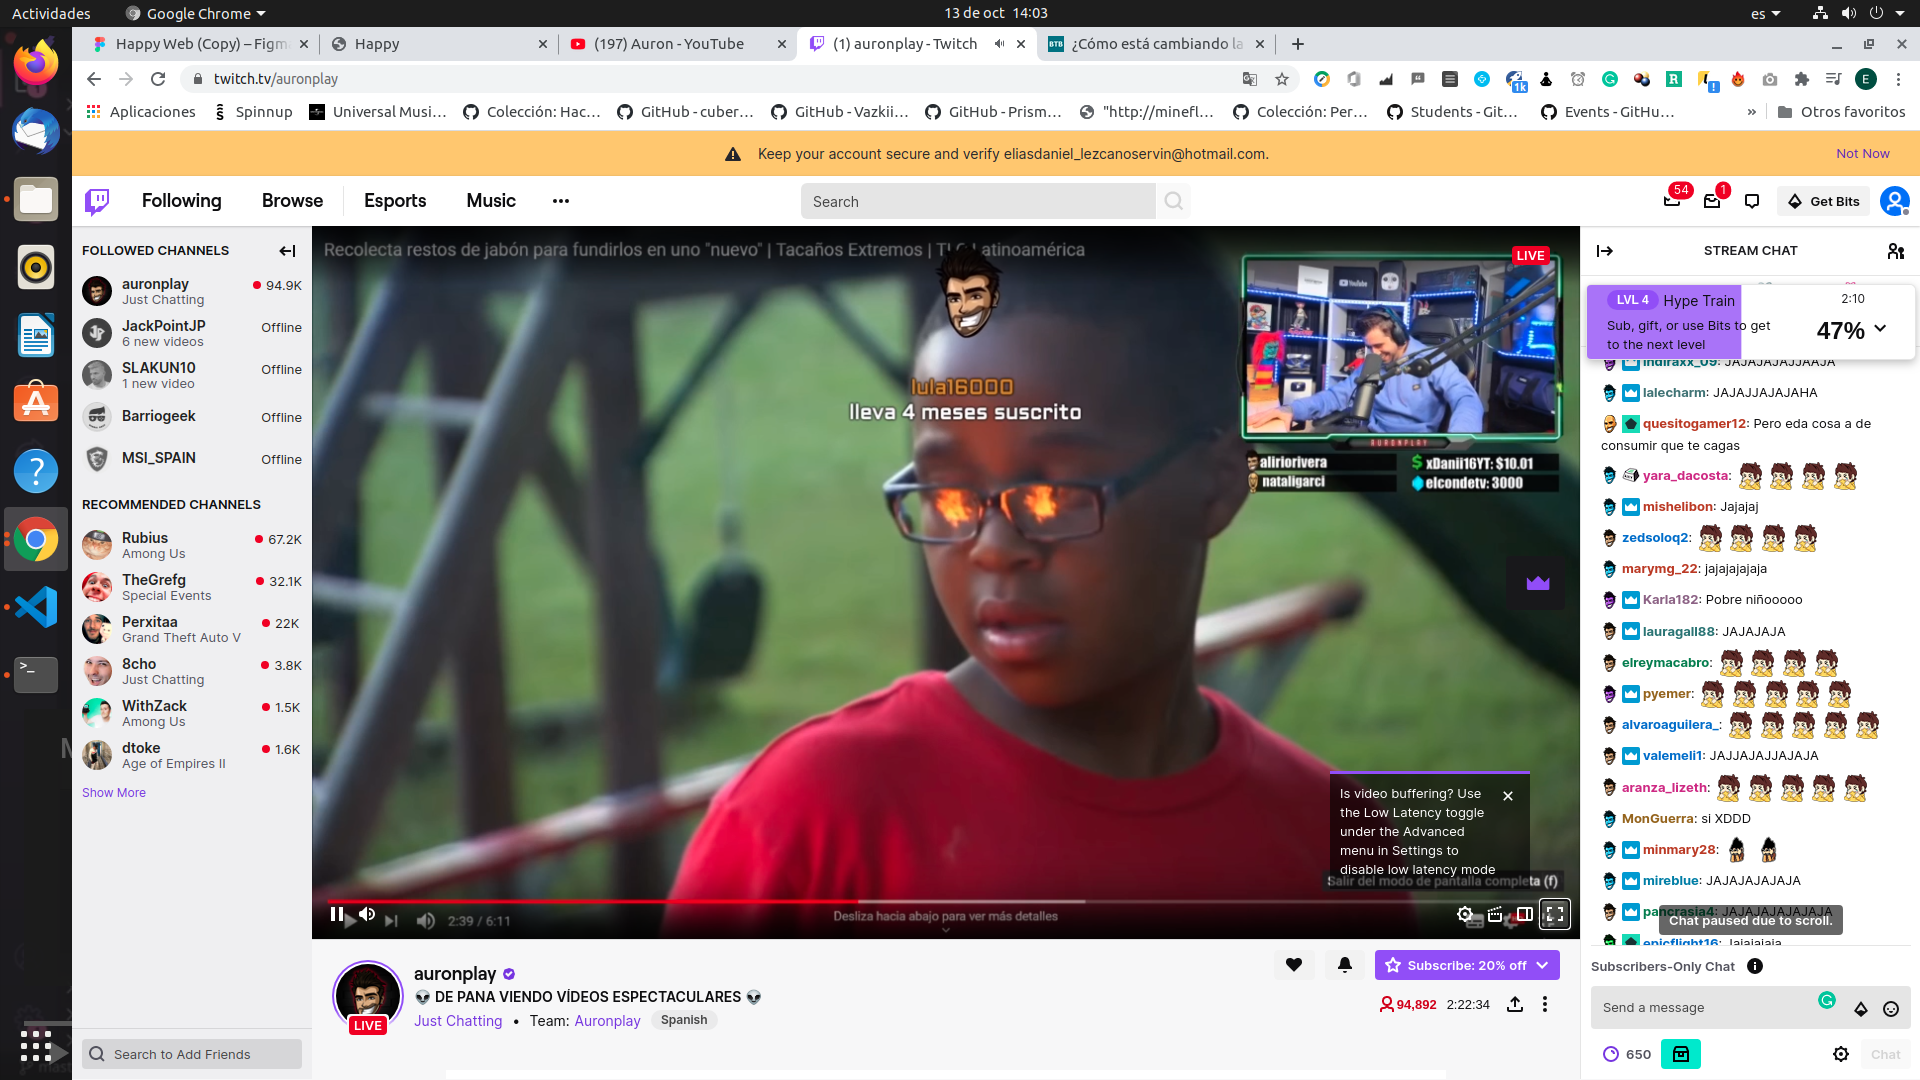 Actividades
Google Chrome
13 de oct 14:03
es
Happy Web (Copy) – Figm
Happy
(197) Auron - YouTube
(1) auronplay - Twitch
BTB ¿Cómo está cambiando la
twitch.tv/auronplay
1k
E
Aplicaciones
Spinnup
Universal Musi…
Colección: Hac…
GitHub - cuber…
GitHub - Vazkii…
GitHub - Prism…
"http://minefl…
Colección: Per…
Students - Git…
Events - GitHu…
»
Otros favoritos
Keep your account secure and verify eliasdaniel_lezcanoservin@hotmail.com.
Not Now
Following
Browse
Esports
Music
Search
54
1
Get Bits
FOLLOWED CHANNELS
auronplay
94.9K
Just Chatting
JackPointJP
Offline
6 new videos
SLAKUN10
Offline
1 new video
Barriogeek
Offline
MSI_SPAIN
Offline
RECOMMENDED CHANNELS
Rubius
67.2K
Among Us
TheGrefg
32.1K
Special Events
Perxitaa
22K
Grand Theft Auto V
8cho
3.8K
Just Chatting
WithZack
1.5K
Among Us
dtoke
1.6K
Age of Empires II
Show More
Search to Add Friends
Recolecta restos de jabón para fundirlos en uno "nuevo" | Tacaños Extremos | TLC Latinoamérica
LIVE
lula16000
lleva 4 meses suscrito
AURONPLAY
aliriorivera
xDanii16YT: $10.01
nataligarci
elcondetv: 3000
Is video buffering? Use
the Low Latency toggle
under the Advanced
menu in Settings to
disable low latency mode
Salir del modo de pantalla completa (f)
2:39 / 6:11
Desliza hacia abajo para ver más detalles
auronplay
DE PANA VIENDO VÍDEOS ESPECTACULARES
LIVE
Just Chatting • Team: Auronplay
Spanish
Subscribe: 20% off
94,892
2:22:34
STREAM CHAT
LVL 4 Hype Train
2:10
Sub, gift, or use Bits to get
to the next level
47%
indiraxx_09: JAJAJAJAJJAAJA
lalecharm: JAJAJJAJAJAHA
quesitogamer12: Pero eda cosa a de
consumir que te cagas
yara_dacosta:
mishelibon: Jajajaj
zedsoloq2:
marymg_22: jajajajajaja
Karla182: Pobre niñooooo
lauragall88: JAJAJAJA
elreymacabro:
pyemer:
alvaroaguilera_:
valemeli1: JAJJAJAJJAJAJA
aranza_lizeth:
MonGuerra: si XDDD
minmary28:
mireblue: JAJAJAJAJAJA
pancrasia4: JAJAJAJAJAJAJA
Chat paused due to scroll.
epicflight16: Jajajajaja
Subscribers-Only Chat
Send a message
650
Chat